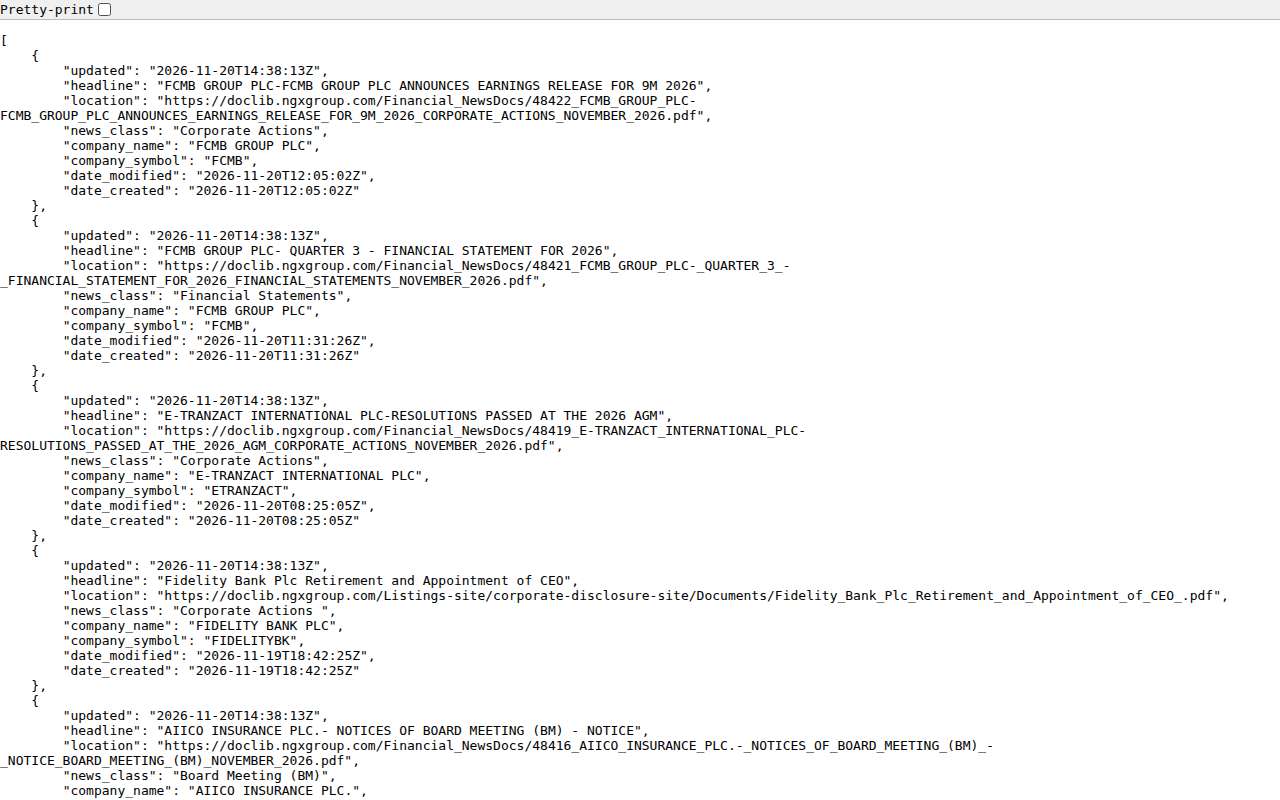 Pretty-print
[
    {
        "updated": "2026-11-20T14:38:13Z",
        "headline": "FCMB GROUP PLC-FCMB GROUP PLC ANNOUNCES EARNINGS RELEASE FOR 9M 2026",
        "location": "https://doclib.ngxgroup.com/Financial_NewsDocs/48422_FCMB_GROUP_PLC-
FCMB_GROUP_PLC_ANNOUNCES_EARNINGS_RELEASE_FOR_9M_2026_CORPORATE_ACTIONS_NOVEMBER_2026.pdf",
        "news_class": "Corporate Actions",
        "company_name": "FCMB GROUP PLC",
        "company_symbol": "FCMB",
        "date_modified": "2026-11-20T12:05:02Z",
        "date_created": "2026-11-20T12:05:02Z"
    },
    {
        "updated": "2026-11-20T14:38:13Z",
        "headline": "FCMB GROUP PLC- QUARTER 3 - FINANCIAL STATEMENT FOR 2026",
        "location": "https://doclib.ngxgroup.com/Financial_NewsDocs/48421_FCMB_GROUP_PLC-_QUARTER_3_-
_FINANCIAL_STATEMENT_FOR_2026_FINANCIAL_STATEMENTS_NOVEMBER_2026.pdf",
        "news_class": "Financial Statements",
        "company_name": "FCMB GROUP PLC",
        "company_symbol": "FCMB",
        "date_modified": "2026-11-20T11:31:26Z",
        "date_created": "2026-11-20T11:31:26Z"
    },
    {
        "updated": "2026-11-20T14:38:13Z",
        "headline": "E-TRANZACT INTERNATIONAL PLC-RESOLUTIONS PASSED AT THE 2026 AGM",
        "location": "https://doclib.ngxgroup.com/Financial_NewsDocs/48419_E-TRANZACT_INTERNATIONAL_PLC-
RESOLUTIONS_PASSED_AT_THE_2026_AGM_CORPORATE_ACTIONS_NOVEMBER_2026.pdf",
        "news_class": "Corporate Actions",
        "company_name": "E-TRANZACT INTERNATIONAL PLC",
        "company_symbol": "ETRANZACT",
        "date_modified": "2026-11-20T08:25:05Z",
        "date_created": "2026-11-20T08:25:05Z"
    },
    {
        "updated": "2026-11-20T14:38:13Z",
        "headline": "Fidelity Bank Plc Retirement and Appointment of CEO",
        "location": "https://doclib.ngxgroup.com/Listings-site/corporate-disclosure-site/Documents/Fidelity_Bank_Plc_Retirement_and_Appointment_of_CEO_.pdf",
        "news_class": "Corporate Actions ",
        "company_name": "FIDELITY BANK PLC",
        "company_symbol": "FIDELITYBK",
        "date_modified": "2026-11-19T18:42:25Z",
        "date_created": "2026-11-19T18:42:25Z"
    },
    {
        "updated": "2026-11-20T14:38:13Z",
        "headline": "AIICO INSURANCE PLC.- NOTICES OF BOARD MEETING (BM) - NOTICE",
        "location": "https://doclib.ngxgroup.com/Financial_NewsDocs/48416_AIICO_INSURANCE_PLC.-_NOTICES_OF_BOARD_MEETING_(BM)_-
_NOTICE_BOARD_MEETING_(BM)_NOVEMBER_2026.pdf",
        "news_class": "Board Meeting (BM)",
        "company_name": "AIICO INSURANCE PLC.",